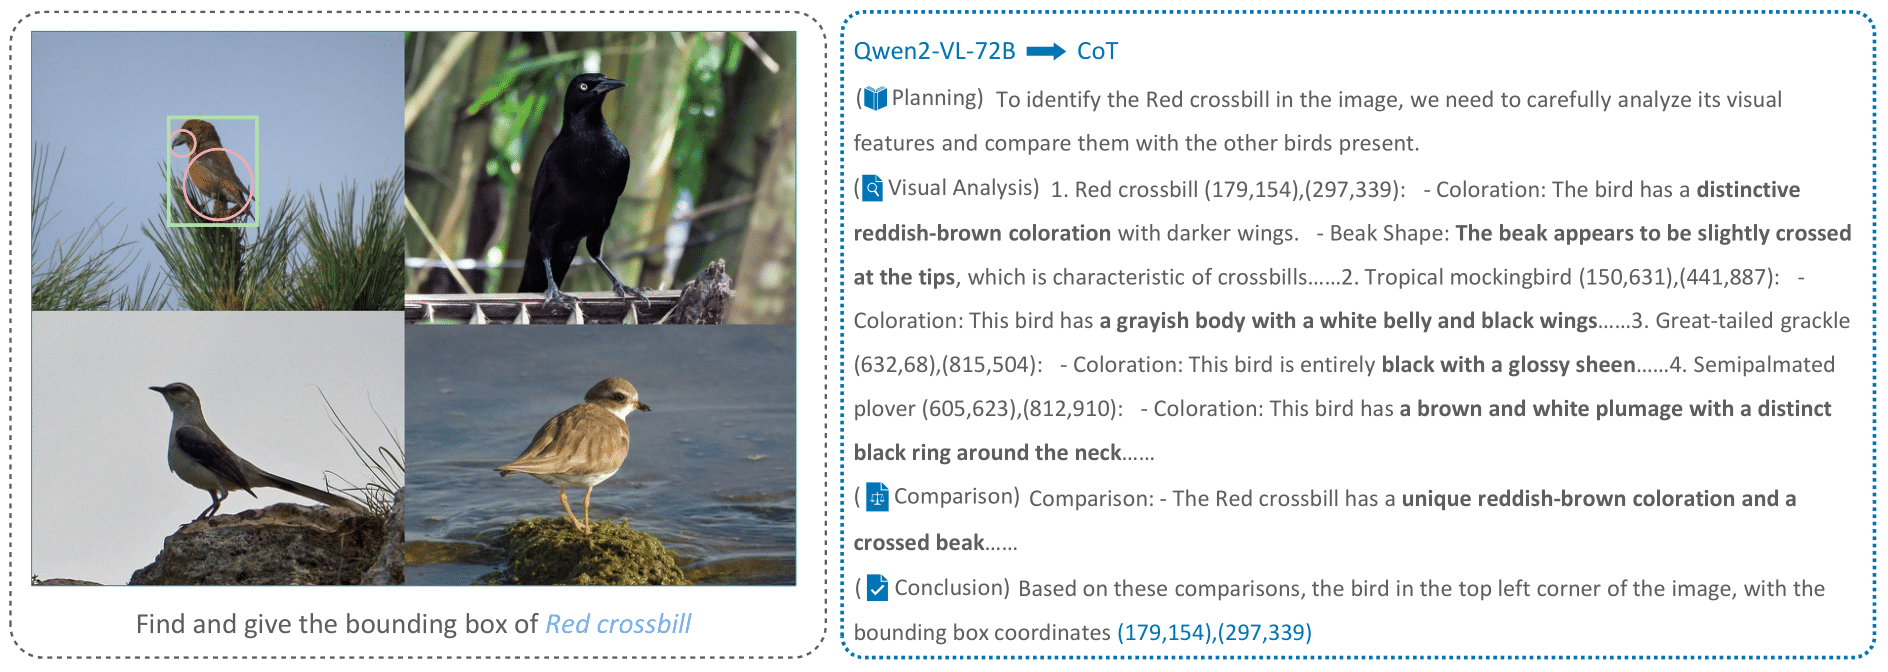 Find and give the bounding box of Red crossbill
Qwen2-VL-72B CoT
( Planning) To identify the Red crossbill in the image, we need to carefully analyze its visual
features and compare them with the other birds present.
( Visual Analysis) 1. Red crossbill (179,154),(297,339): - Coloration: The bird has a distinctive
reddish-brown coloration with darker wings. - Beak Shape: The beak appears to be slightly crossed
at the tips, which is characteristic of crossbills……2. Tropical mockingbird (150,631),(441,887): -
Coloration: This bird has a grayish body with a white belly and black wings……3. Great-tailed grackle
(632,68),(815,504): - Coloration: This bird is entirely black with a glossy sheen……4. Semipalmated
plover (605,623),(812,910): - Coloration: This bird has a brown and white plumage with a distinct
black ring around the neck……
( Comparison) Comparison: - The Red crossbill has a unique reddish-brown coloration and a
crossed beak……
( Conclusion) Based on these comparisons, the bird in the top left corner of the image, with the
bounding box coordinates (179,154),(297,339)